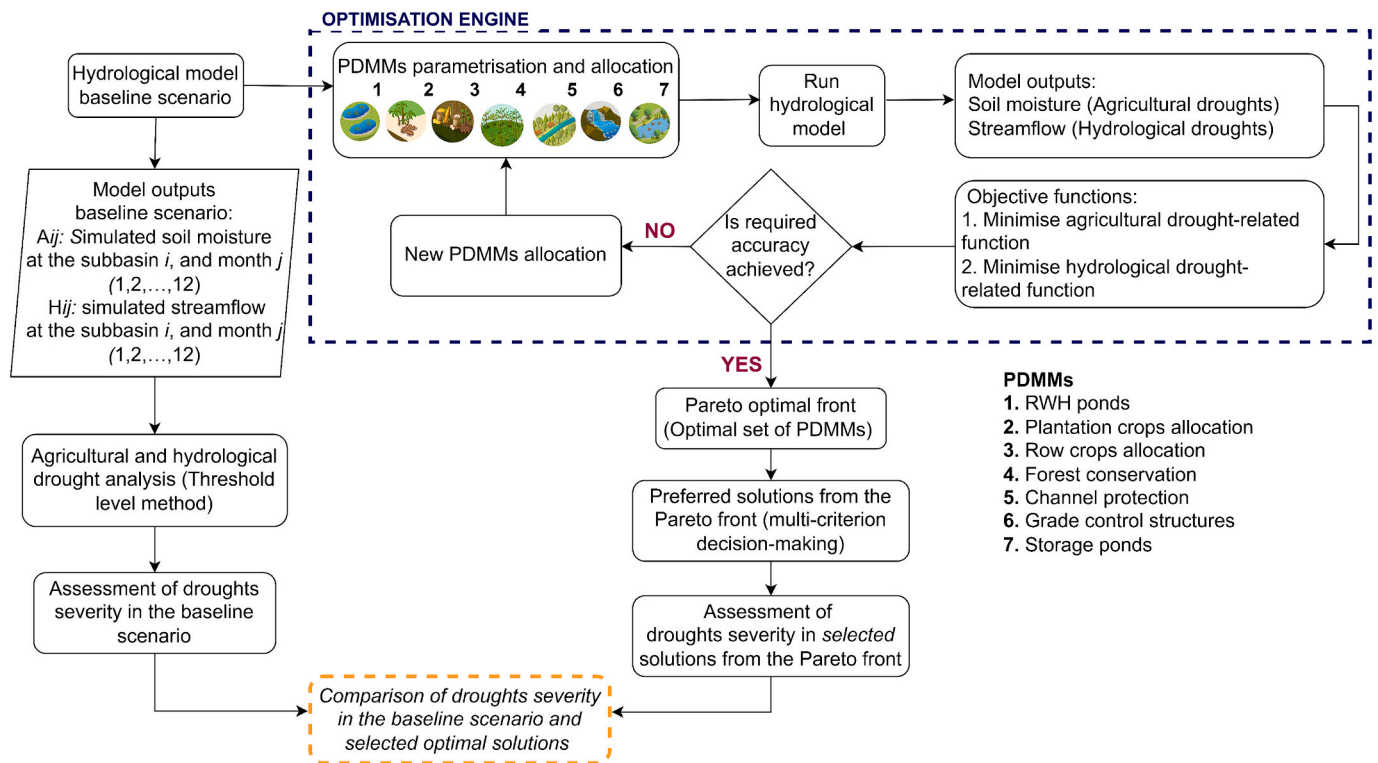 OPTIMISATION ENGINE
Hydrological model
baseline scenario
PDMMs parametrisation and allocation
1 2 3 4 5 6 7
Run
hydrological
model
Model outputs:
Soil moisture (Agricultural droughts)
Streamflow (Hydrological droughts)
Model outputs
baseline scenario:
Aij: Simulated soil moisture
at the subbasin i, and month j
(1,2,…,12)
Hij: simulated streamflow
at the subbasin i, and month j
(1,2,…,12)
New PDMMs allocation
NO
Is required
accuracy
achieved?
Objective functions:
1. Minimise agricultural drought-related
function
2. Minimise hydrological drought-
related function
YES
Agricultural and hydrological
drought analysis (Threshold
level method)
Assessment of droughts
severity in the baseline
scenario
Pareto optimal front
(Optimal set of PDMMs)
Preferred solutions from the
Pareto front (multi-criterion
decision-making)
Assessment of
droughts severity in selected
solutions from the Pareto front
Comparison of droughts severity
in the baseline scenario and
selected optimal solutions
PDMMs
1. RWH ponds
2. Plantation crops allocation
3. Row crops allocation
4. Forest conservation
5. Channel protection
6. Grade control structures
7. Storage ponds